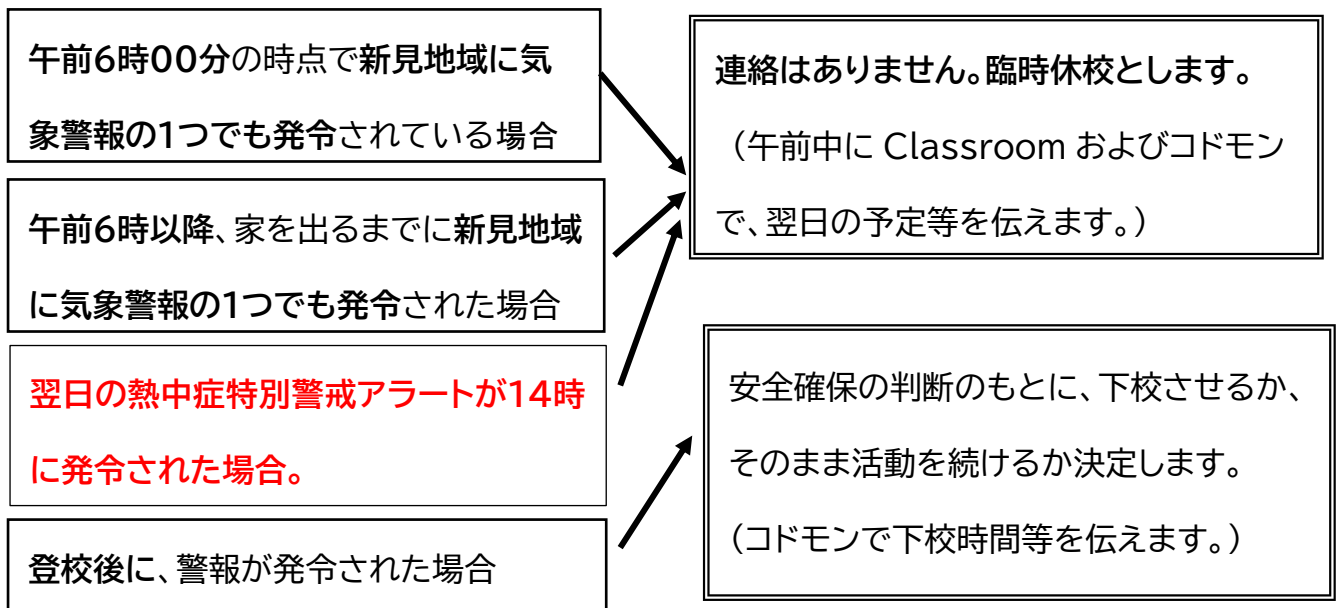 午前6時00分の時点で新見地域に気
象警報の1つでも発令されている場合
午前6時以降、家を出るまでに新見地域
に気象警報の1つでも発令された場合
翌日の熱中症特別警戒アラートが14時
に発令された場合。
登校後に、警報が発令された場合
連絡はありません。臨時休校とします。
（午前中に Classroom およびコドモン
で、翌日の予定等を伝えます。）
安全確保の判断のもとに、下校させるか、
そのまま活動を続けるか決定します。
（コドモンで下校時間等を伝えます。）